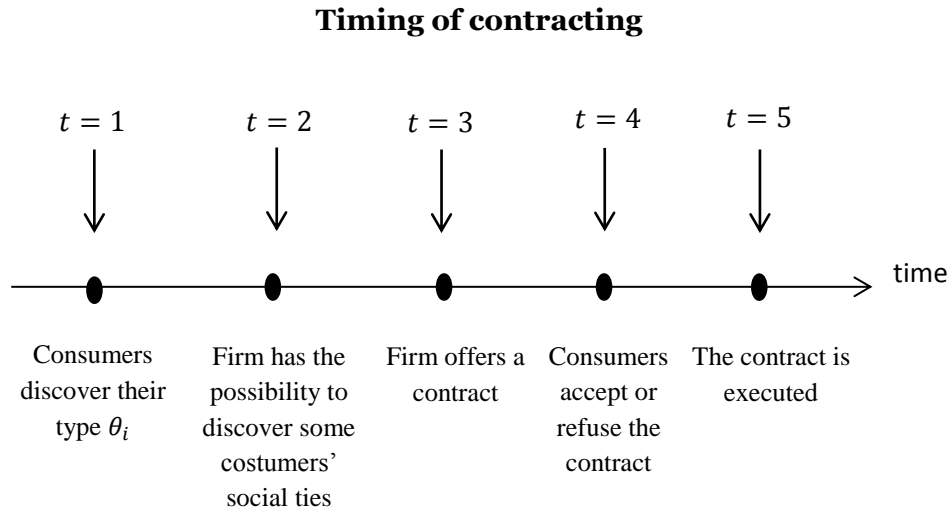 Timing of contracting
t = 1
t = 2
t = 3
t = 4
t = 5
time
Consumers
discover their
type θᵢ
Firm has the
possibility to
discover some
costumers’
social ties
Firm offers a
contract
Consumers
accept or
refuse the
contract
The contract is
executed